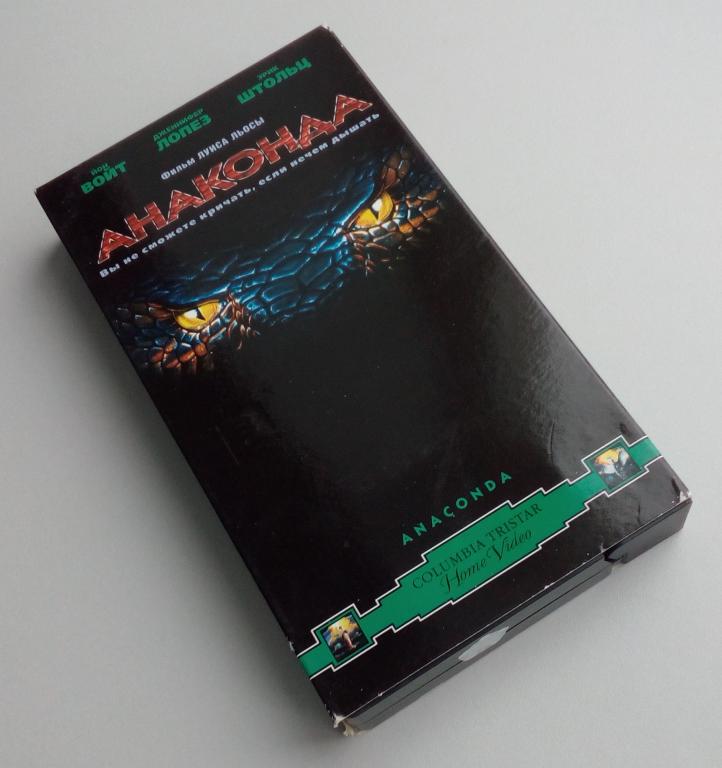 ЙОН
ВОЙТ
ДЖЕННИФЕР
ЛОПЕЗ
ЭРИК
ШТОЛЬЦ
ФИЛЬМ ЛУИСА ЛЬОСЫ
АНАКОНДА
Вы не сможете кричать, если нечем дышать
ANACONDA
COLUMBIA TRISTAR
Home Video